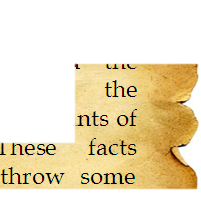 the
the
nts of
These facts
throw some